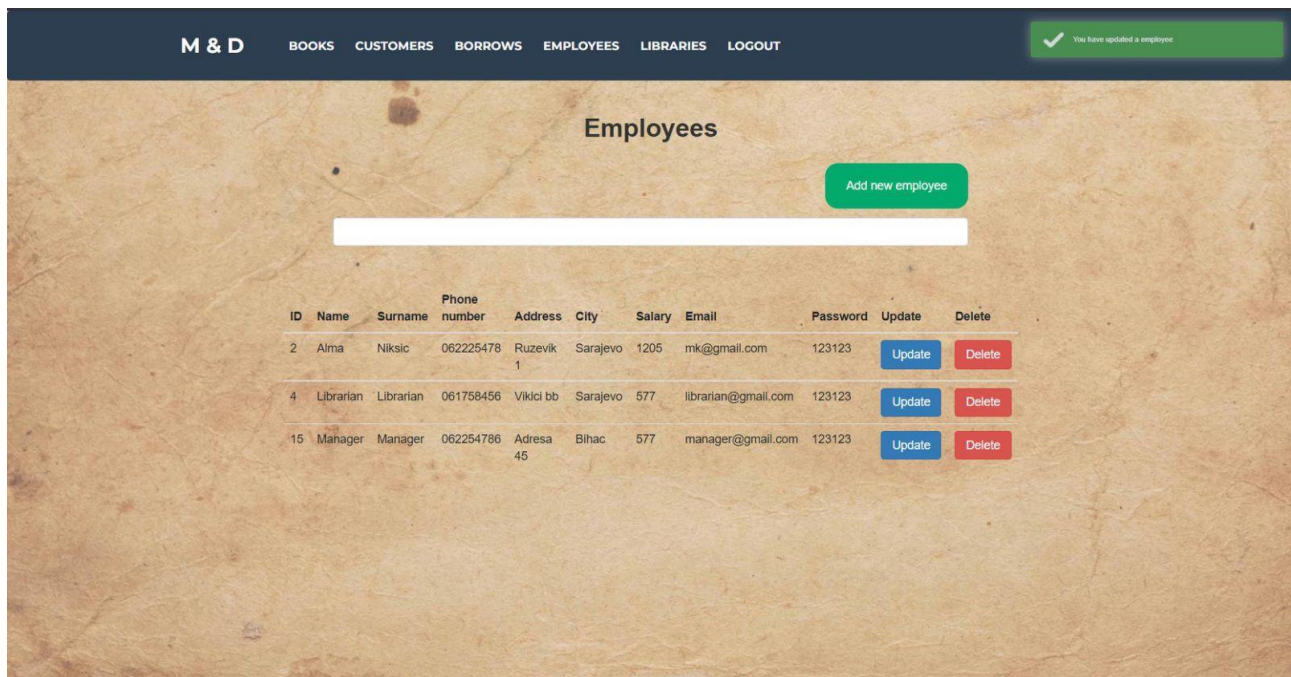 M & D BOOKS CUSTOMERS BORROWS EMPLOYEES LIBRARIES LOGOUT
You have updated a employee
Employees
Add new employee
ID Name Surname Phone number Address City Salary Email Password Update Delete
2 Alma Niksic 062225478 Ruzevik 1 Sarajevo 1205 mk@gmail.com 123123 Update Delete
4 Librarian Librarian 061758456 Vikici bb Sarajevo 577 librarian@gmail.com 123123 Update Delete
15 Manager Manager 062254786 Adresa 45 Bihac 577 manager@gmail.com 123123 Update Delete